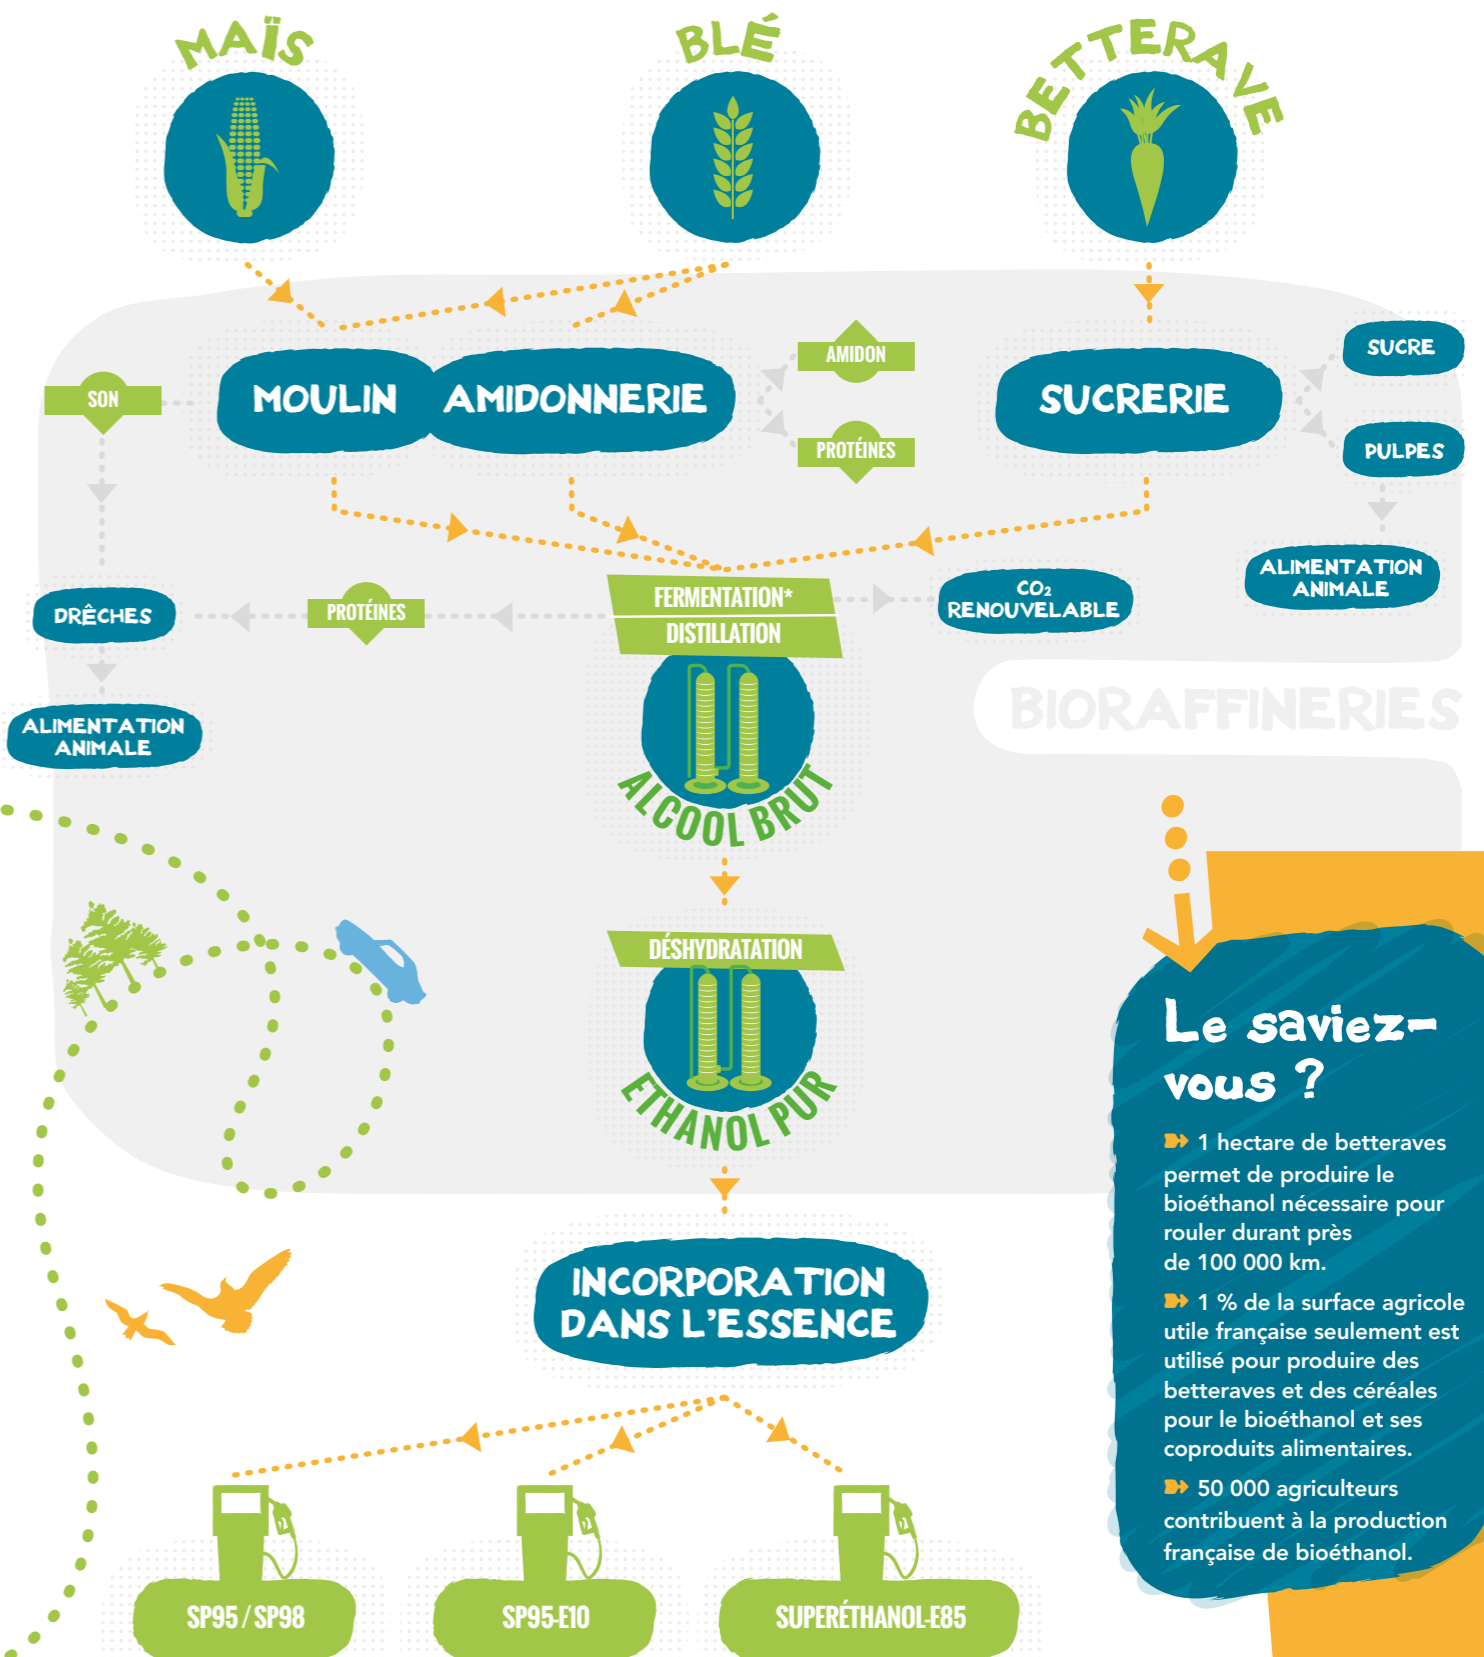 MAÏS
BLÉ
BETTERAVE
SON
MOULIN
AMIDONNERIE
AMIDON
PROTÉINES
SUCRERIE
SUCRE
PULPES
ALIMENTATION
ANIMALE
DRÊCHES
PROTÉINES
FERMENTATION*
DISTILLATION
CO₂
RENOUVELABLE
ALIMENTATION
ANIMALE
BIORAFFINERIES
ALCOOL BRUT
DÉSHYDRATATION
ETHANOL PUR
INCORPORATION
DANS L'ESSENCE
SP95 / SP98
SP95-E10
SUPERÉTHANOL-E85
Le saviez-
vous ?
1 hectare de betteraves
permet de produire le
bioéthanol nécessaire pour
rouler durant près
de 100 000 km.
1 % de la surface agricole
utile française seulement est
utilisé pour produire des
betteraves et des céréales
pour le bioéthanol et ses
coproduits alimentaires.
50 000 agriculteurs
contribuent à la production
française de bioéthanol.